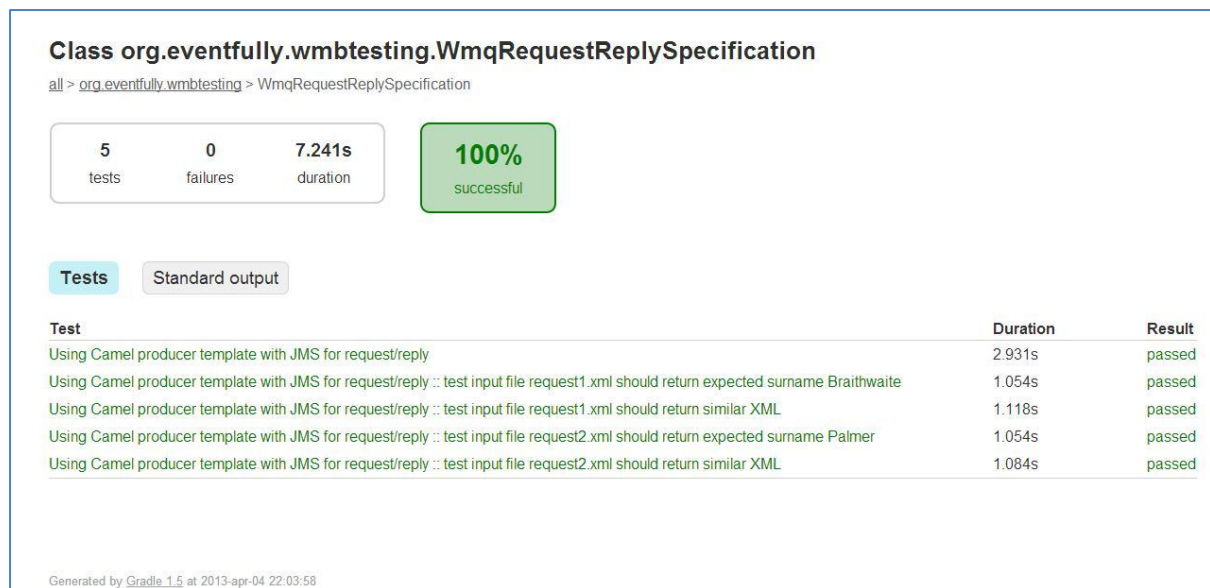 Class org.eventfully.wmbtesting.WmqRequestReplySpecification
all > org.eventfully.wmbtesting > WmqRequestReplySpecification
5 0 7.241s
tests failures duration
100%
successful
Tests Standard output
Test Duration Result
Using Camel producer template with JMS for request/reply 2.931s passed
Using Camel producer template with JMS for request/reply :: test input file request1.xml should return expected surname Braithwaite 1.054s passed
Using Camel producer template with JMS for request/reply :: test input file request1.xml should return similar XML 1.118s passed
Using Camel producer template with JMS for request/reply :: test input file request2.xml should return expected surname Palmer 1.054s passed
Using Camel producer template with JMS for request/reply :: test input file request2.xml should return similar XML 1.084s passed
Generated by Gradle 1.5 at 2013-apr-04 22:03:58